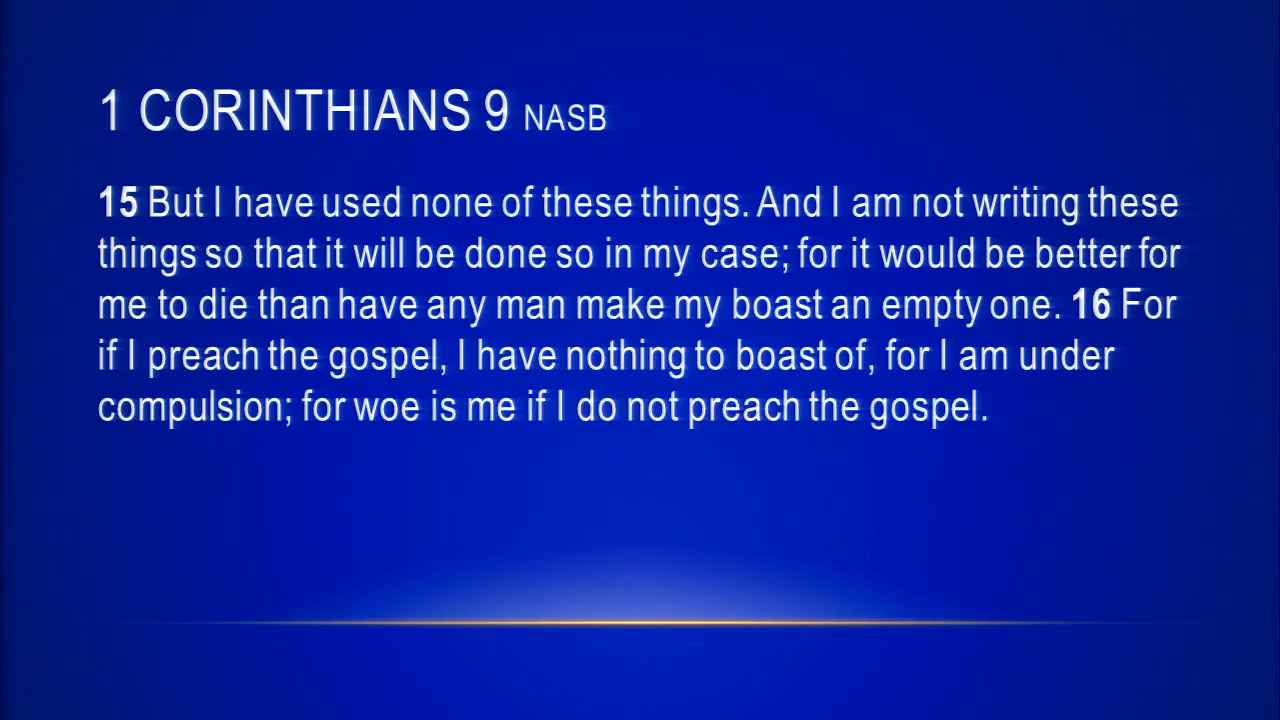 1 CORINTHIANS 9 NASB
15 But I have used none of these things. And I am not writing these
things so that it will be done so in my case; for it would be better for
me to die than have any man make my boast an empty one. 16 For
if I preach the gospel, I have nothing to boast of, for I am under
compulsion; for woe is me if I do not preach the gospel.